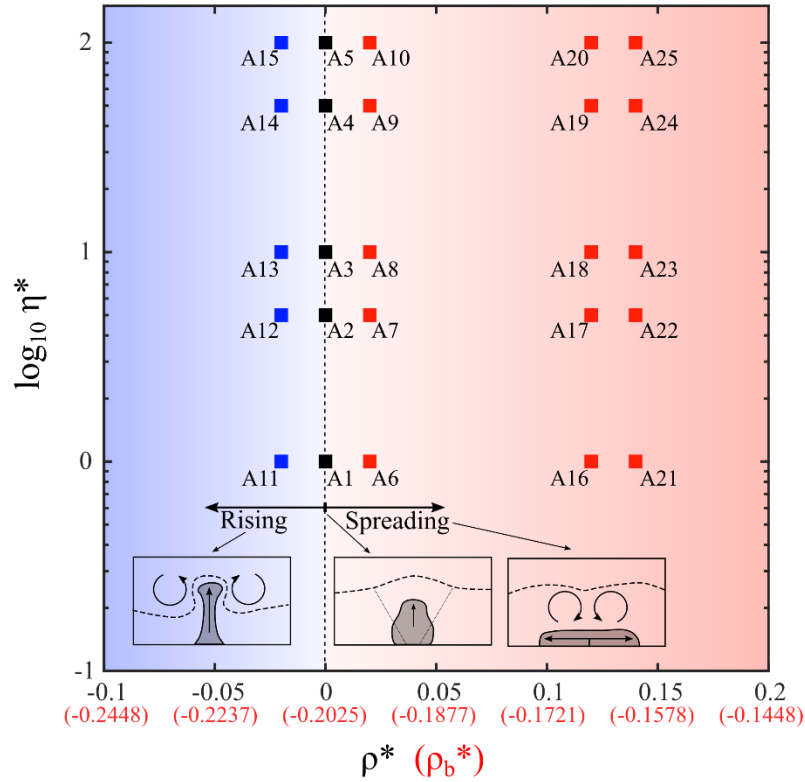 2
A15 A5 A10 A20 A25
A14 A4 A9 A19 A24
log₁₀ η*
1
A13 A3 A8 A18 A23
A12 A2 A7 A17 A22
0
A11 A1 A6 A16 A21
Rising Spreading
-1
-0.1 -0.05 0 0.05 0.1 0.15 0.2
(-0.2448) (-0.2237) (-0.2025) (-0.1877) (-0.1721) (-0.1578) (-0.1448)
ρ* (ρ_b*)